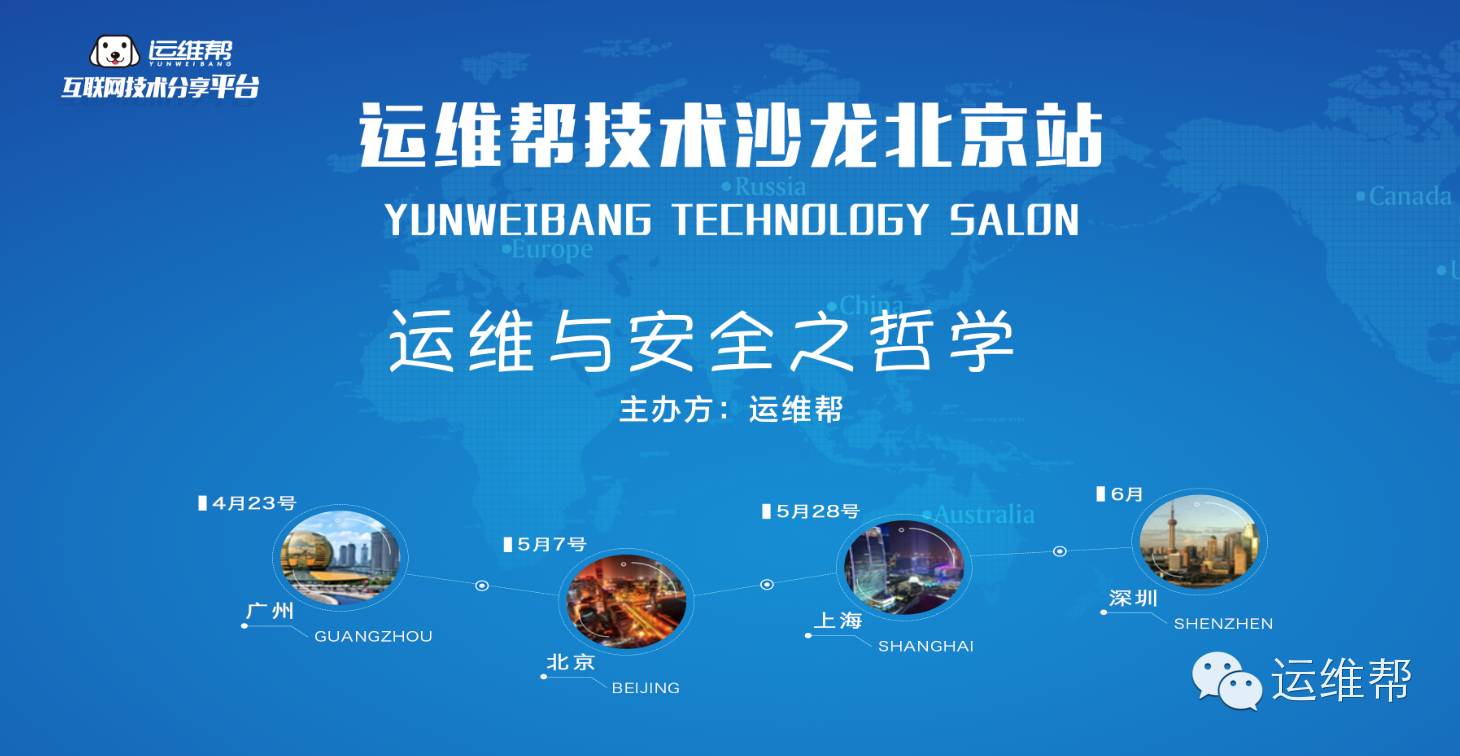 运维帮
YUNWEIBANG
互联网技术分享平台
运维帮技术沙龙北京站
Russia
Canada
YUNWEIBANG TECHNOLOGY SALON
Europe
China
运维与安全之哲学
主办方：运维帮
4月23号
5月7号
5月28号
6月
Australia
广州
GUANGZHOU
北京
BEIJING
上海
SHANGHAI
深圳
SHENZHEN
运维帮